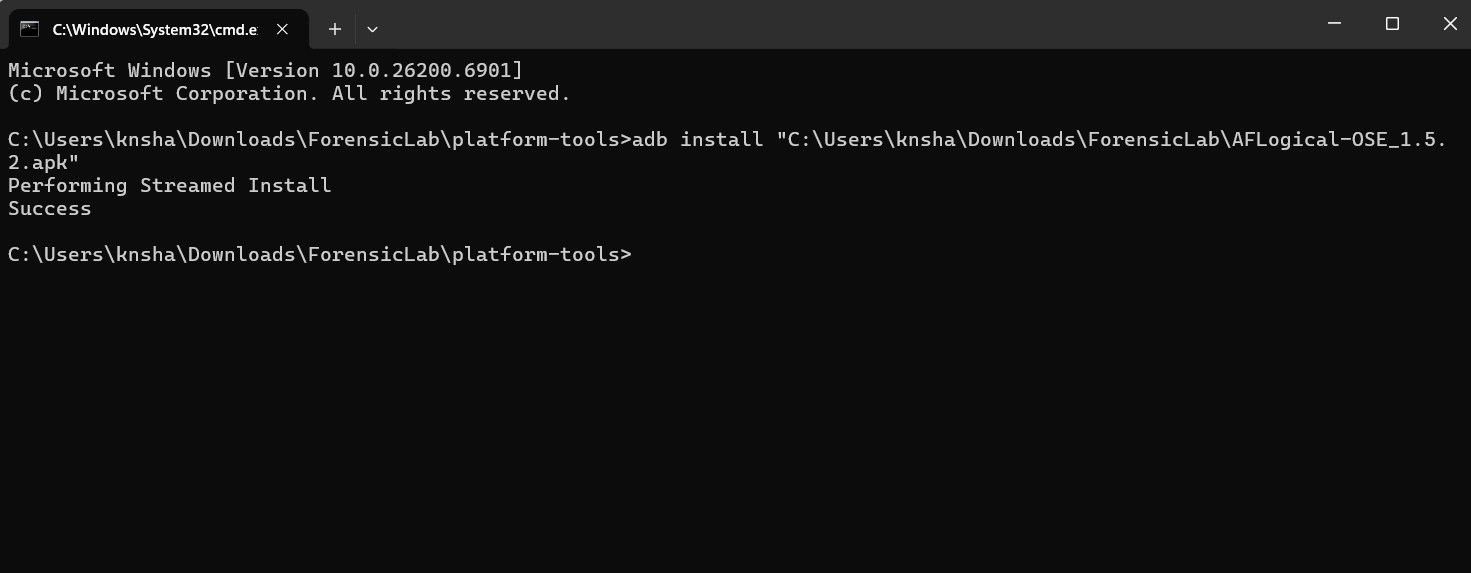 C:\Windows\System32\cmd.e
Microsoft Windows [Version 10.0.26200.6901]
(c) Microsoft Corporation. All rights reserved.
C:\Users\knsha\Downloads\ForensicLab\platform-tools>adb install "C:\Users\knsha\Downloads\ForensicLab\AFLogical-OSE_1.5.
2.apk"
Performing Streamed Install
Success
C:\Users\knsha\Downloads\ForensicLab\platform-tools>